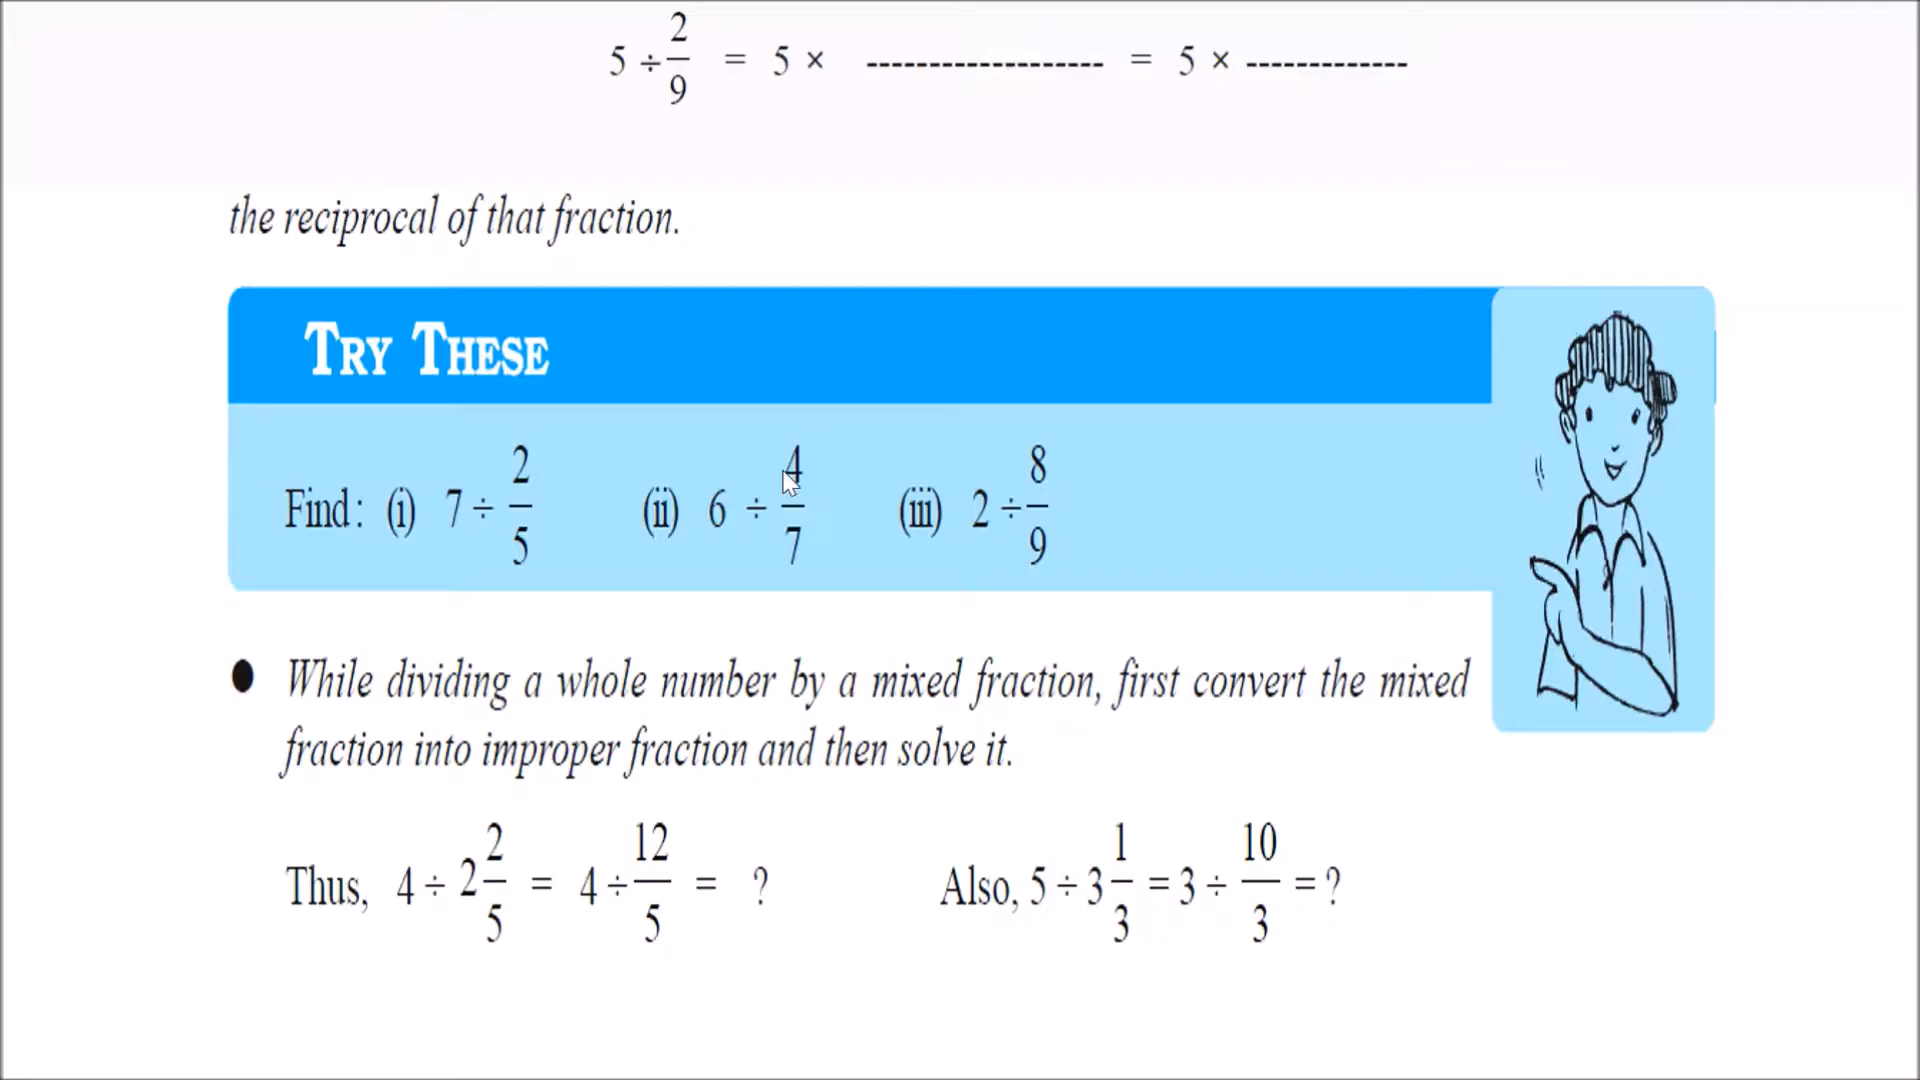 5 ÷ 2/9 = 5 × ------------------- = 5 × -------------
the reciprocal of that fraction.
TRY THESE
Find: (i) 7 ÷ 2/5 (ii) 6 ÷ 4/7 (iii) 2 ÷ 8/9
● While dividing a whole number by a mixed fraction, first convert the mixed
fraction into improper fraction and then solve it.
Thus, 4 ÷ 2 2/5 = 4 ÷ 12/5 = ? Also, 5 ÷ 3 1/3 = 3 ÷ 10/3 = ?